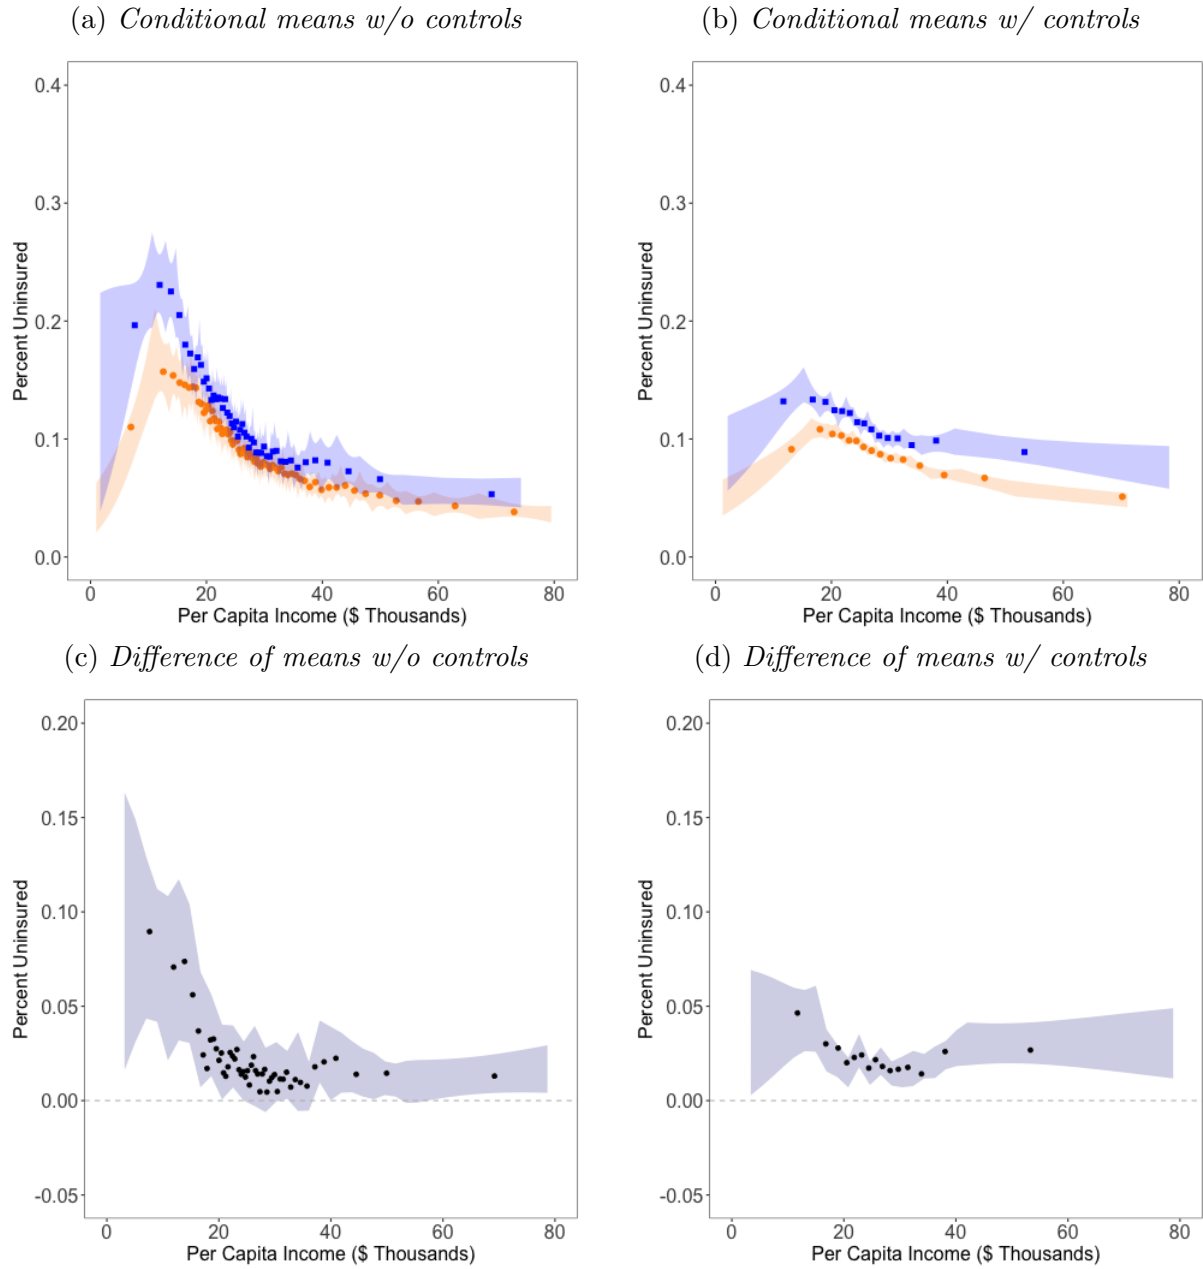 (a) Conditional means w/o controls
0.4
0.3
0.2
0.1
0.0
Percent Uninsured
0 20 40 60 80
Per Capita Income ($ Thousands)
(b) Conditional means w/ controls
0.4
0.3
0.2
0.1
0.0
Percent Uninsured
0 20 40 60 80
Per Capita Income ($ Thousands)
(c) Difference of means w/o controls
0.20
0.15
0.10
0.05
0.00
-0.05
Percent Uninsured
0 20 40 60 80
Per Capita Income ($ Thousands)
(d) Difference of means w/ controls
0.20
0.15
0.10
0.05
0.00
-0.05
Percent Uninsured
0 20 40 60 80
Per Capita Income ($ Thousands)